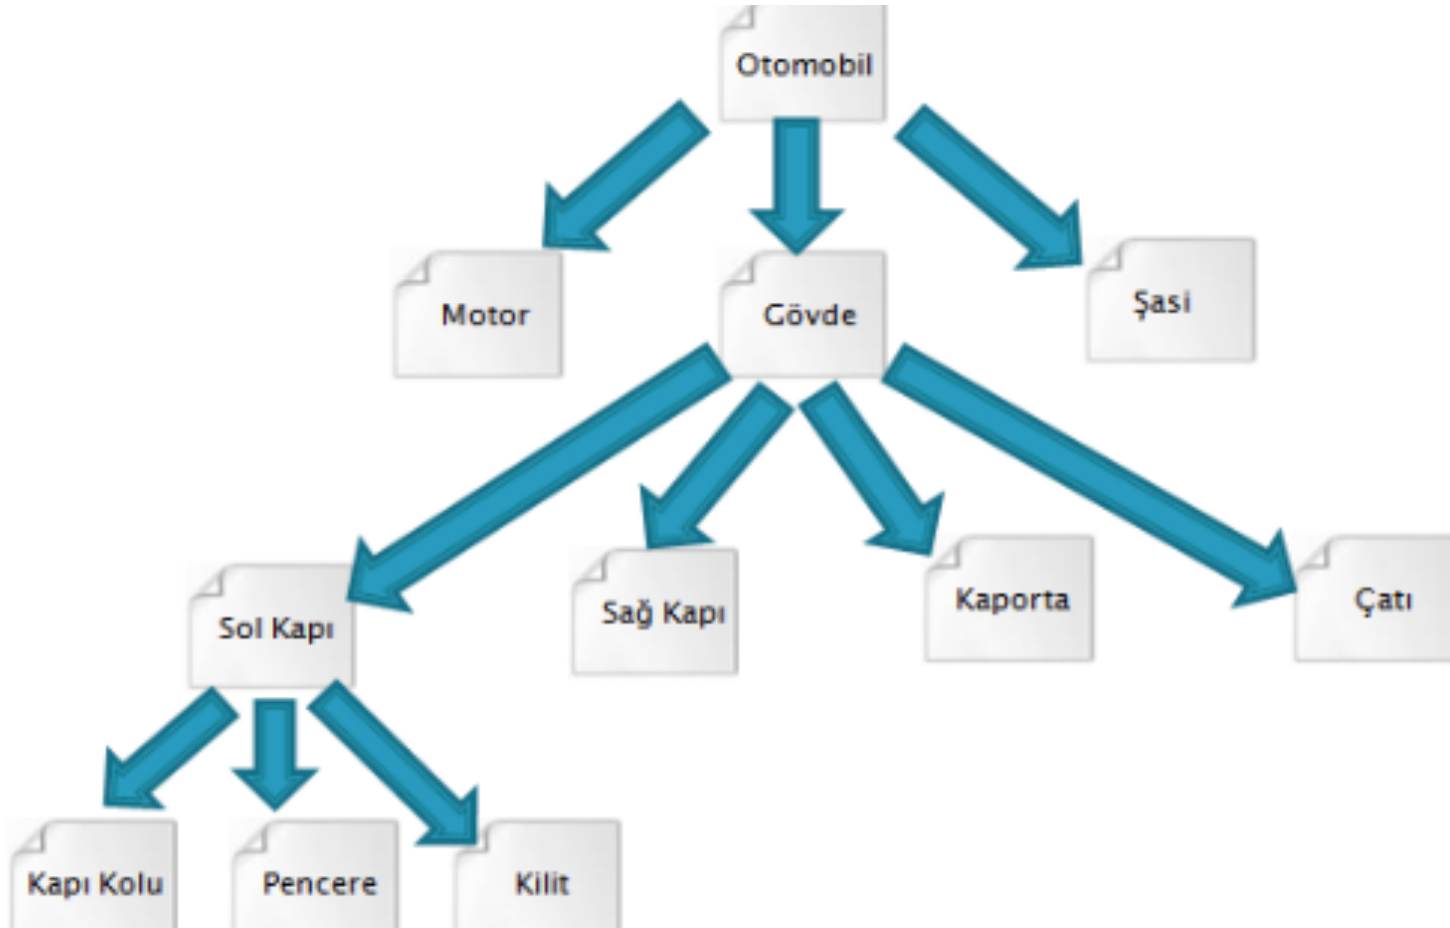 Otomobil
Motor
Gövde
Şasi
Sol Kapı
Sağ Kapı
Kaporta
Çatı
Kapı Kolu
Pencere
Kilit